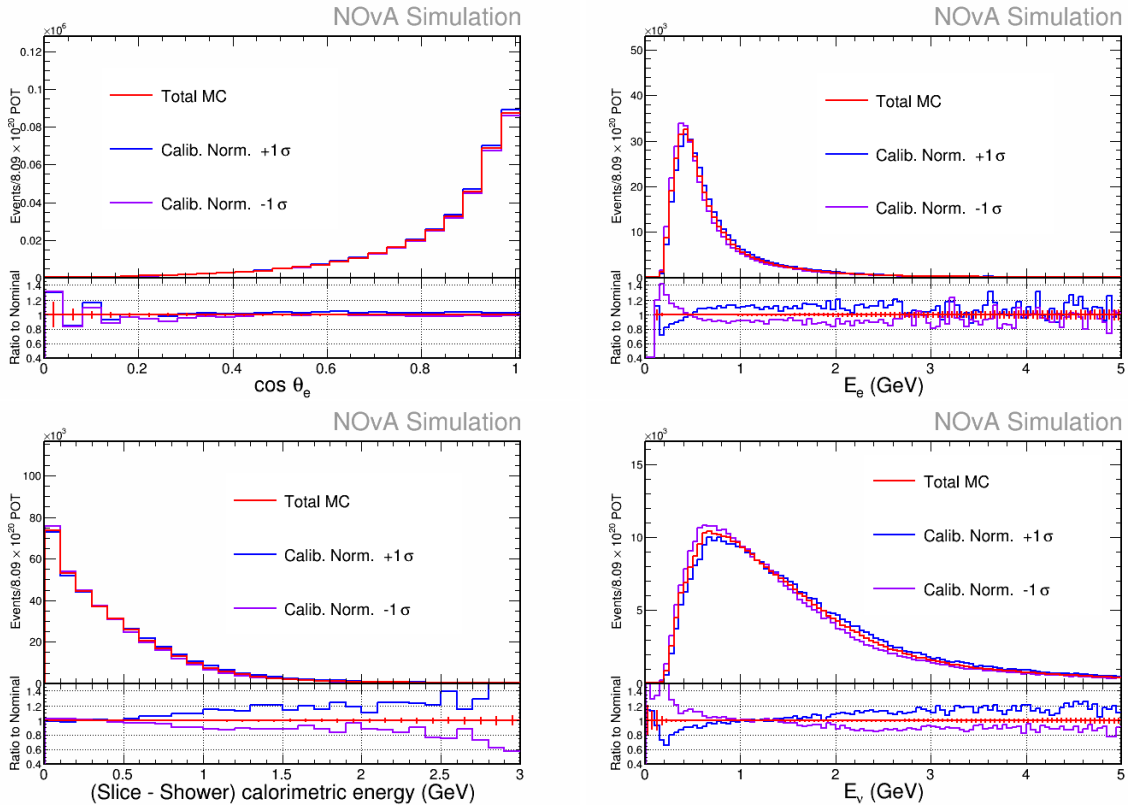 NOvA Simulation
×10⁶
Events/8.09 × 10²⁰ POT
0.12
0.1
0.08
0.06
0.04
0.02
0
Total MC
Calib. Norm. +1σ
Calib. Norm. -1σ
Ratio to Nominal
1.4
1.2
1
0.8
0.6
0.4
0 0.2 0.4 0.6 0.8 1
cos θₑ
NOvA Simulation
×10³
Events/8.09 × 10²⁰ POT
50
40
30
20
10
0
Total MC
Calib. Norm. +1σ
Calib. Norm. -1σ
Ratio to Nominal
1.4
1.2
1
0.8
0.6
0.4
0 1 2 3 4 5
Eₑ (GeV)
NOvA Simulation
×10³
Events/8.09 × 10²⁰ POT
100
80
60
40
20
0
Total MC
Calib. Norm. +1σ
Calib. Norm. -1σ
Ratio to Nominal
1.4
1.2
1
0.8
0.6
0.4
0 0.5 1 1.5 2 2.5 3
(Slice - Shower) calorimetric energy (GeV)
NOvA Simulation
×10³
Events/8.09 × 10²⁰ POT
15
10
5
0
Total MC
Calib. Norm. +1σ
Calib. Norm. -1σ
Ratio to Nominal
1.4
1.2
1
0.8
0.6
0.4
0 1 2 3 4 5
E_ν (GeV)